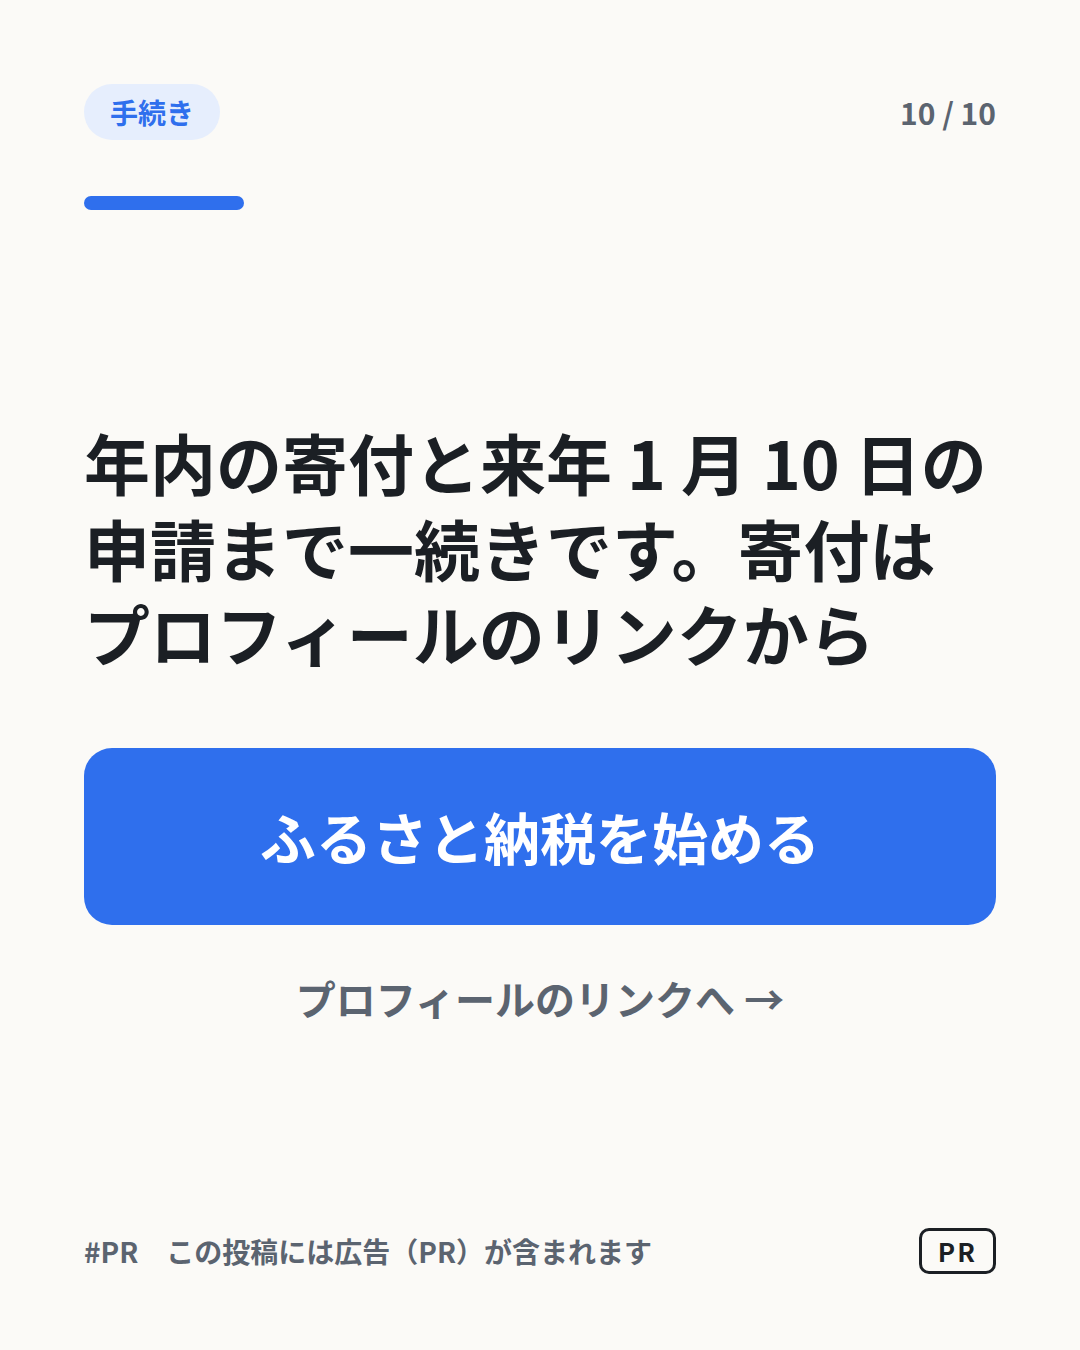 手続き
10 / 10
年内の寄付と来年 1 月 10 日の
申請まで一続きです。寄付は
プロフィールのリンクから
ふるさと納税を始める
プロフィールのリンクへ →
#PR　この投稿には広告（PR）が含まれます
PR